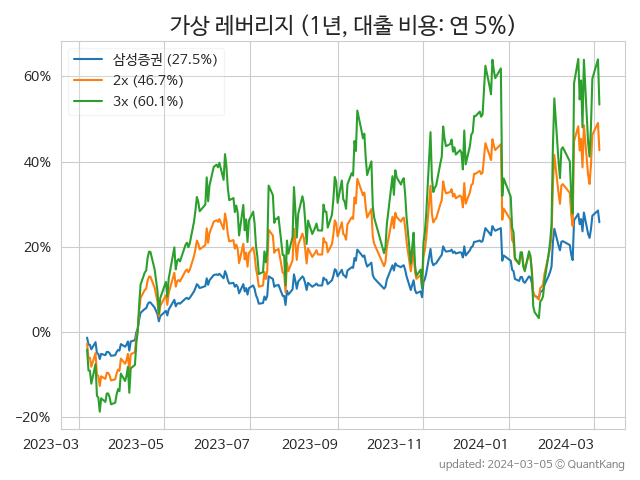 가상 레버리지 (1년, 대출 비용: 연 5%)
삼성증권 (27.5%)
2x (46.7%)
3x (60.1%)
60%
40%
20%
0%
−20%
2023−03 2023−05 2023−07 2023−09 2023−11 2024−01 2024−03
updated: 2024−03−05 ⓒ QuantKang